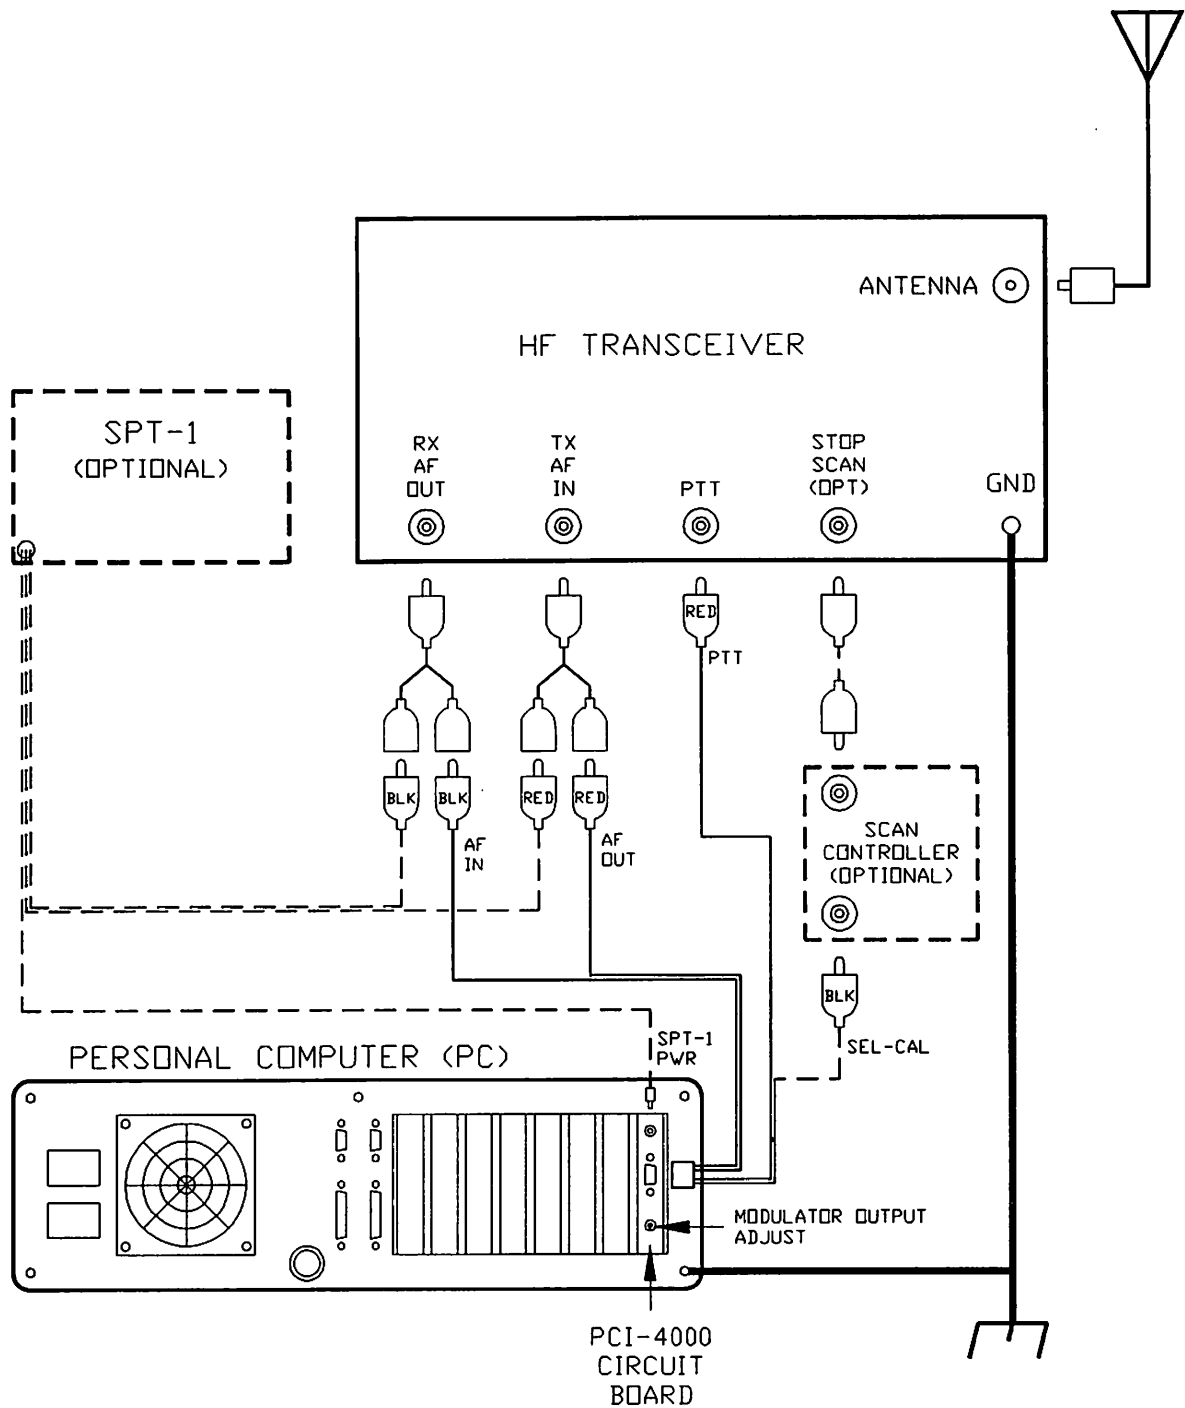 ANTENNA
HF TRANSCEIVER
SPT-1
(OPTIONAL)
RX
AF
OUT
TX
AF
IN
PTT
STOP
SCAN
(OPT)
GND
RED
PTT
BLK
BLK
RED
RED
AF
IN
AF
OUT
SCAN
CONTROLLER
(OPTIONAL)
BLK
SEL-CAL
SPT-1
PWR
PERSONAL COMPUTER (PC)
MODULATOR OUTPUT
ADJUST
PCI-4000
CIRCUIT
BOARD